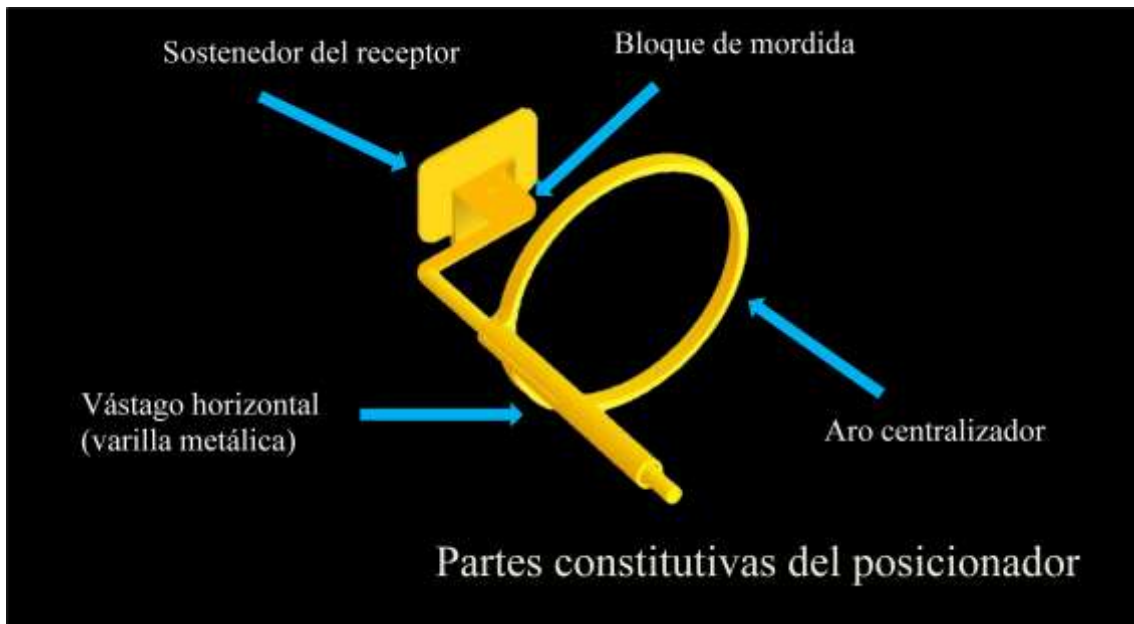 Sostenedor del receptor
Bloque de mordida
Vástago horizontal
(varilla metálica)
Aro centralizador
Partes constitutivas del posicionador